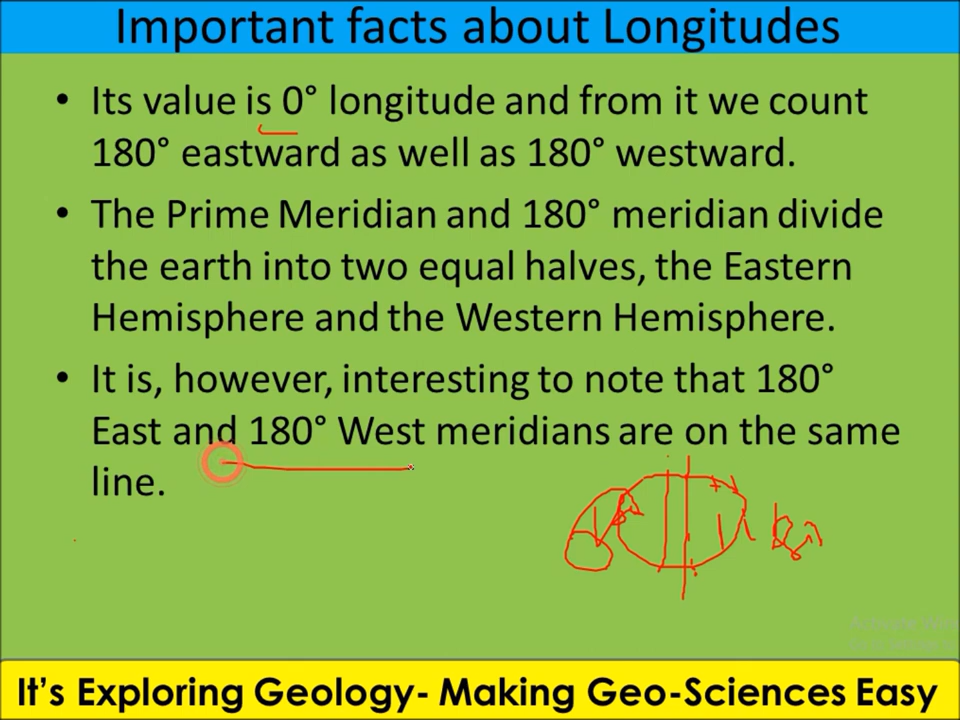 Important facts about Longitudes
• Its value is 0° longitude and from it we count
180° eastward as well as 180° westward.
• The Prime Meridian and 180° meridian divide
the earth into two equal halves, the Eastern
Hemisphere and the Western Hemisphere.
• It is, however, interesting to note that 180°
East and 180° West meridians are on the same
line.
It's Exploring Geology- Making Geo-Sciences Easy